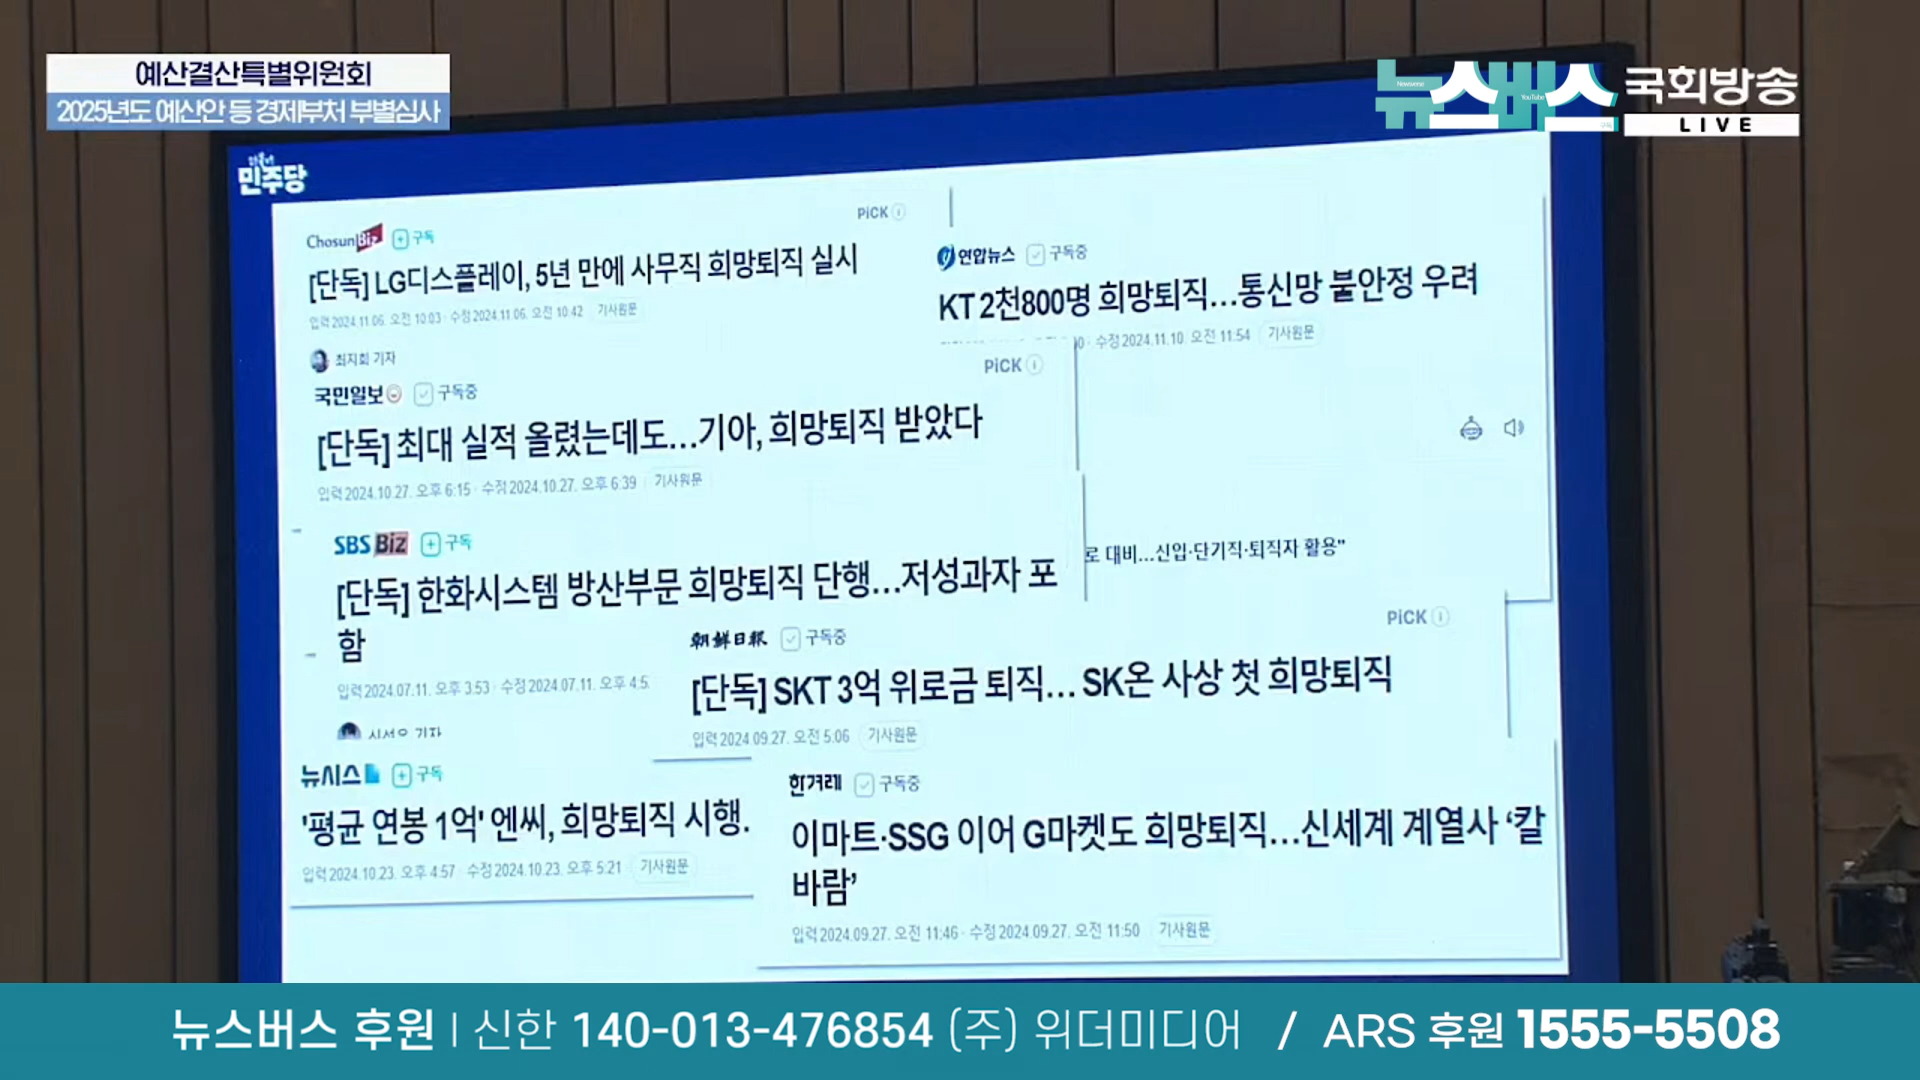 예산결산특별위원회
2025년도 예산안 등 경제부처 부별심사
뉴스버스
Newsverse
YouTube
국회방송
LIVE
더불어
민주당
PiCK
ChosunBiz 구독
[단독] LG디스플레이, 5년 만에 사무직 희망퇴직 실시
입력 2024.11.06. 오전 10:03 · 수정 2024.11.06. 오전 10:42 기사원문
최지희 기자
연합뉴스 구독중
KT 2천800명 희망퇴직…통신망 불안정 우려
수정 2024.11.10. 오전 11:54 기사원문
PiCK
국민일보 구독중
[단독] 최대 실적 올렸는데도…기아, 희망퇴직 받았다
입력 2024.10.27. 오후 6:15 · 수정 2024.10.27. 오후 6:39 기사원문
로 대비…신입·단기직·퇴직자 활용”
SBS Biz 구독
[단독] 한화시스템 방산부문 희망퇴직 단행…저성과자 포
함
입력 2024.07.11. 오후 3:53 · 수정 2024.07.11. 오후 4:5
PiCK
朝鮮日報 구독중
[단독] SKT 3억 위로금 퇴직… SK온 사상 첫 희망퇴직
입력 2024.09.27. 오전 5:06 기사원문
뉴시스 구독
'평균 연봉 1억' 엔씨, 희망퇴직 시행.
입력 2024.10.23. 오후 4:57 수정 2024.10.23. 오후 5:21 기사원문
한겨레 구독중
이마트·SSG 이어 G마켓도 희망퇴직…신세계 계열사 ‘칼
바람’
입력 2024.09.27. 오전 11:46 · 수정 2024.09.27. 오전 11:50 기사원문
뉴스버스 후원 | 신한 140-013-476854 (주) 위더미디어 / ARS 후원 1555-5508